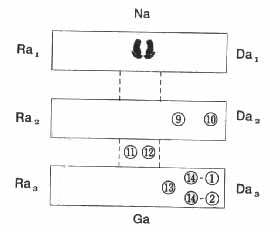 Na
Ra₁ Da₁
Ra₂ ⑨ ⑩ Da₂
⑪ ⑫
Ra₃ ⑬ ⑭-① Da₃
⑭-②
Ga